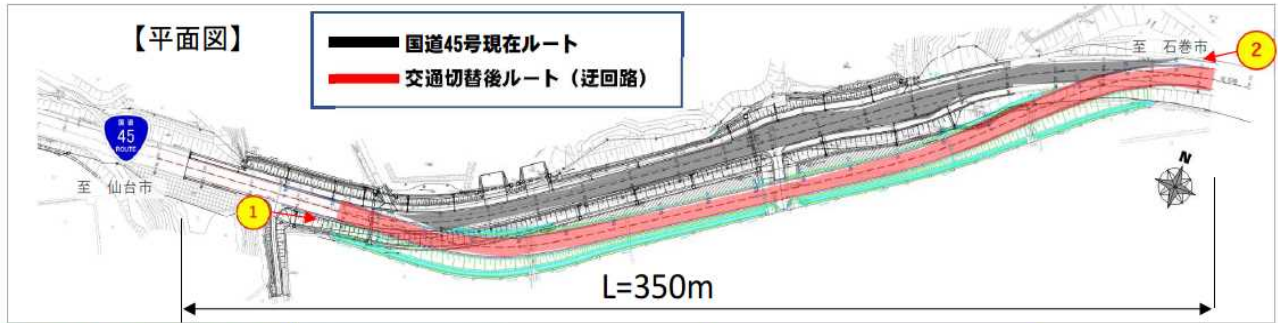 【平面図】
国道45号現在ルート
交通切替後ルート（迂回路）
至 石巻市
2
国道
45
ROUTE
至 仙台市
1
N
L=350m